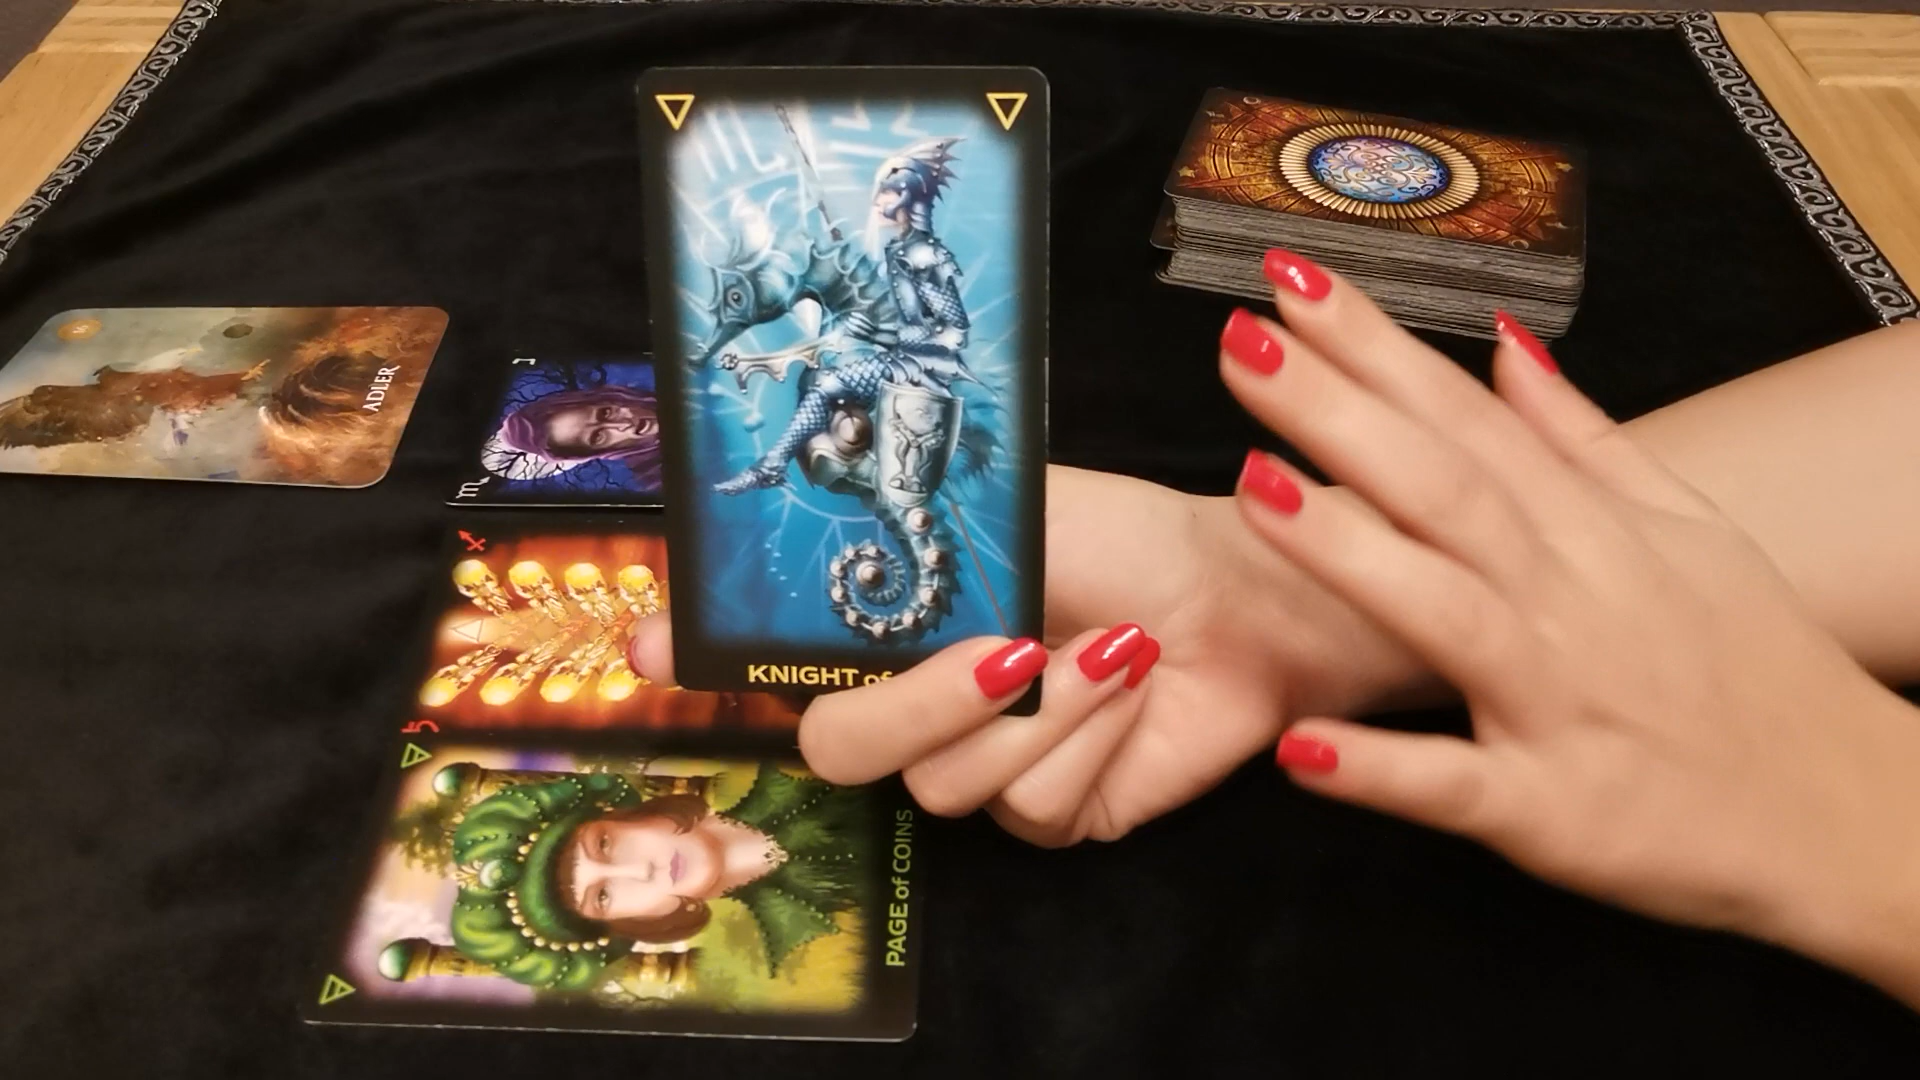 KNIGHT of
ADLER
PAGE of COINS